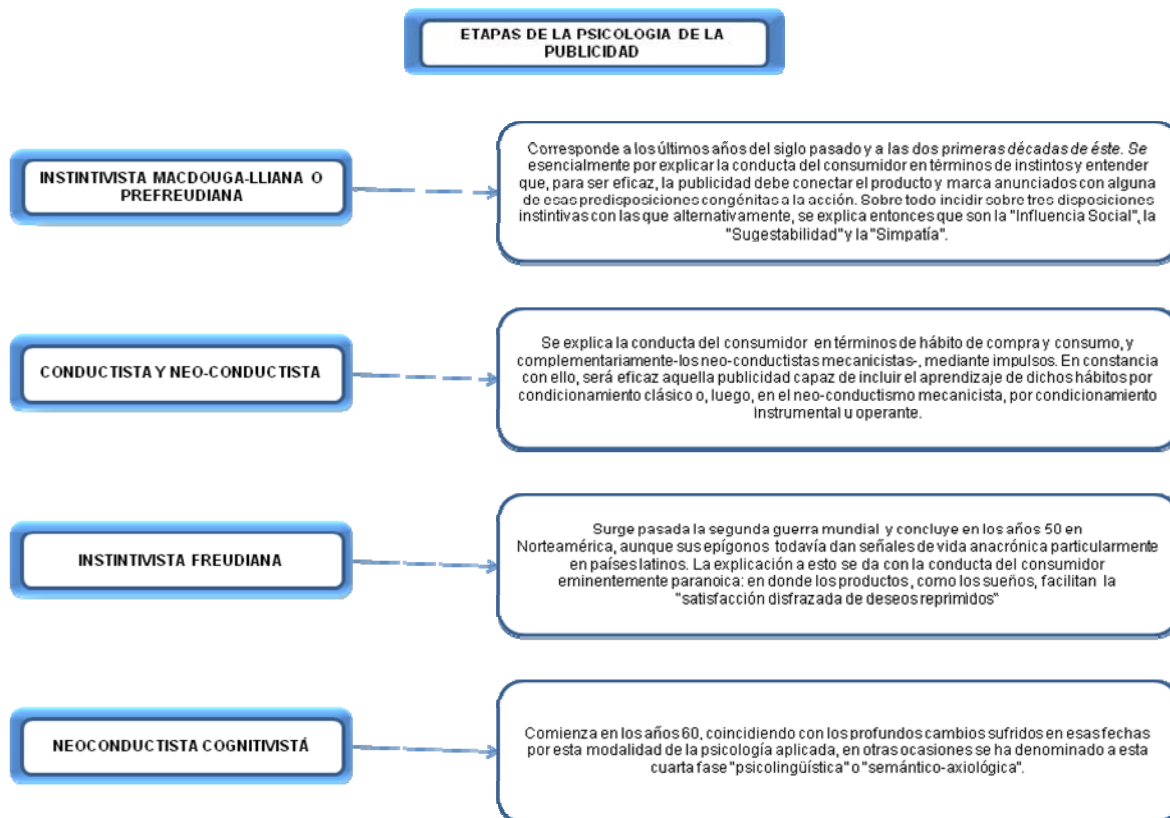 ETAPAS DE LA PSICOLOGIA DE LA
PUBLICIDAD
INSTINTIVISTA MACDOUGA-LLIANA O
PREFREUDIANA
Corresponde a los últimos años del siglo pasado y a las dos primeras décadas de éste. Se
esencialmente por explicar la conducta del consumidor en términos de instintos y entender
que, para ser eficaz, la publicidad debe conectar el producto y marca anunciados con alguna
de esas predisposiciones congénitas a la acción. Sobre todo incidir sobre tres disposiciones
instintivas con las que alternativamente, se explica entonces que son la "Influencia Social", la
"Sugestabilidad" y la "Simpatía".
CONDUCTISTA Y NEO-CONDUCTISTA
Se explica la conducta del consumidor en términos de hábito de compra y consumo, y
complementariamente-los neo-conductistas mecanicistas-, mediante impulsos. En constancia
con ello, será eficaz aquella publicidad capaz de incluir el aprendizaje de dichos hábitos por
condicionamiento clásico o, luego, en el neo-conductismo mecanicista, por condicionamiento
Instrumental u operante.
INSTINTIVISTA FREUDIANA
Surge pasada la segunda guerra mundial y concluye en los años 50 en
Norteamérica, aunque sus epígonos todavía dan señales de vida anacrónica particularmente
en países latinos. La explicación a esto se da con la conducta del consumidor
eminentemente paranoica: en donde los productos, como los sueños, facilitan la
"satisfacción disfrazada de deseos reprimidos"
NEOCONDUCTISTA COGNITIVISTÁ
Comienza en los años 60, coincidiendo con los profundos cambios sufridos en esas fechas
por esta modalidad de la psicología aplicada, en otras ocasiones se ha denominado a esta
cuarta fase "psicolingüística" o "semántico-axiológica".